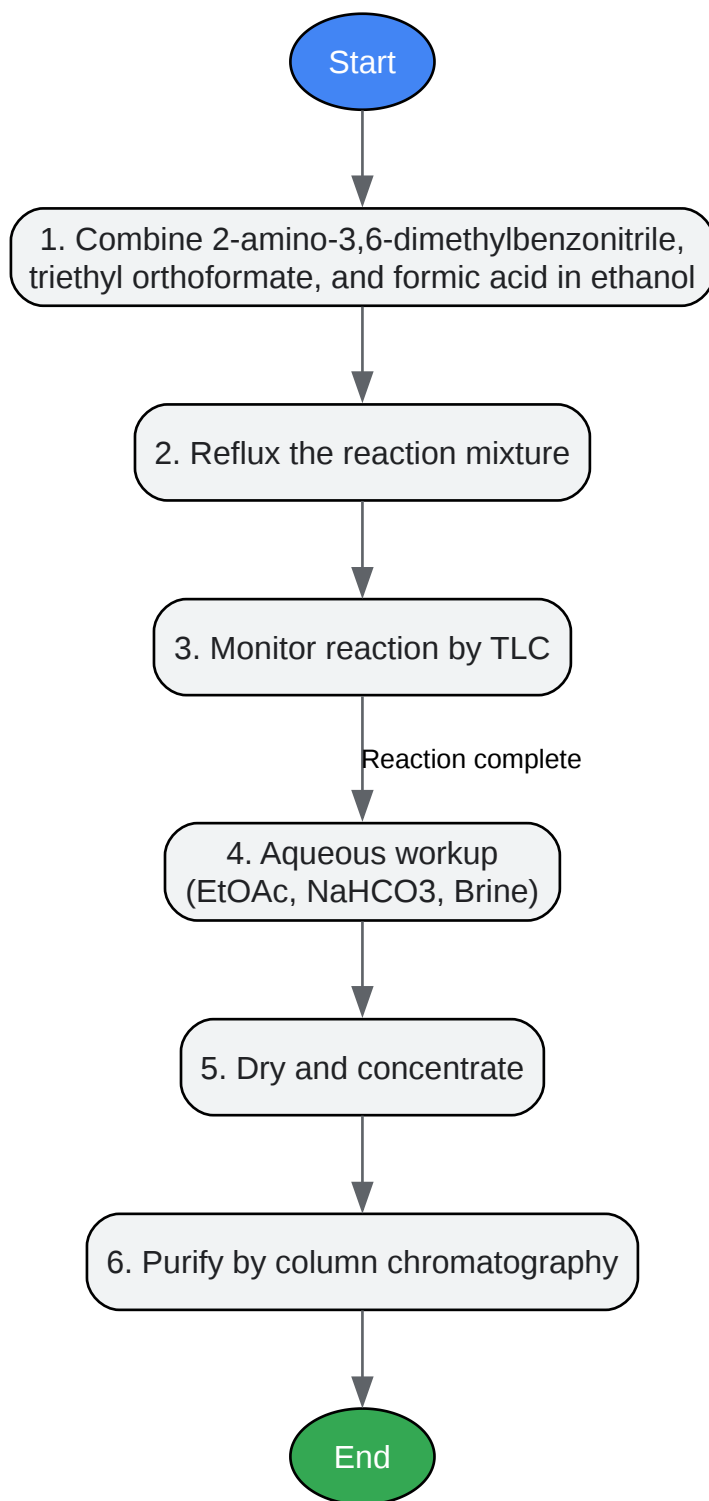 Start
1. Combine 2-amino-3,6-dimethylbenzonitrile,
triethyl orthoformate, and formic acid in ethanol
2. Reflux the reaction mixture
3. Monitor reaction by TLC
Reaction complete
4. Aqueous workup
(EtOAc, NaHCO3, Brine)
5. Dry and concentrate
6. Purify by column chromatography
End